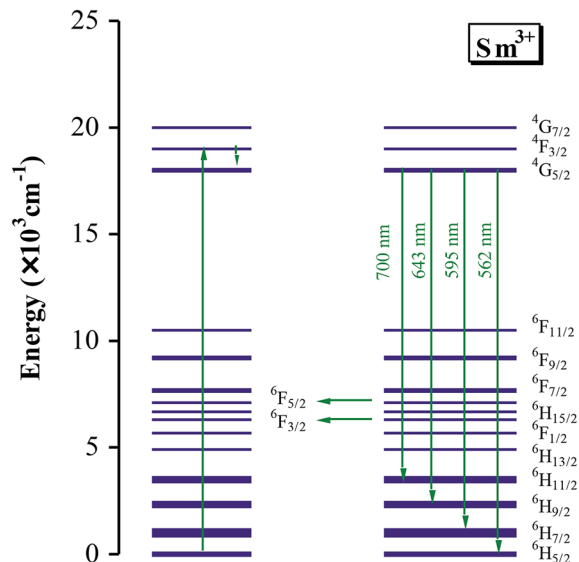 25
Sm³⁺
20
⁴G₇/₂
⁴F₃/₂
⁴G₅/₂
15
10
5
0
Energy (×10³cm⁻¹)
700 nm
643 nm
595 nm
562 nm
⁶F₁₁/₂
⁶F₉/₂
⁶F₇/₂
⁶F₅/₂
⁶H₁₅/₂
⁶F₃/₂
⁶F₁/₂
⁶H₁₃/₂
⁶H₁₁/₂
⁶H₉/₂
⁶H₇/₂
⁶H₅/₂